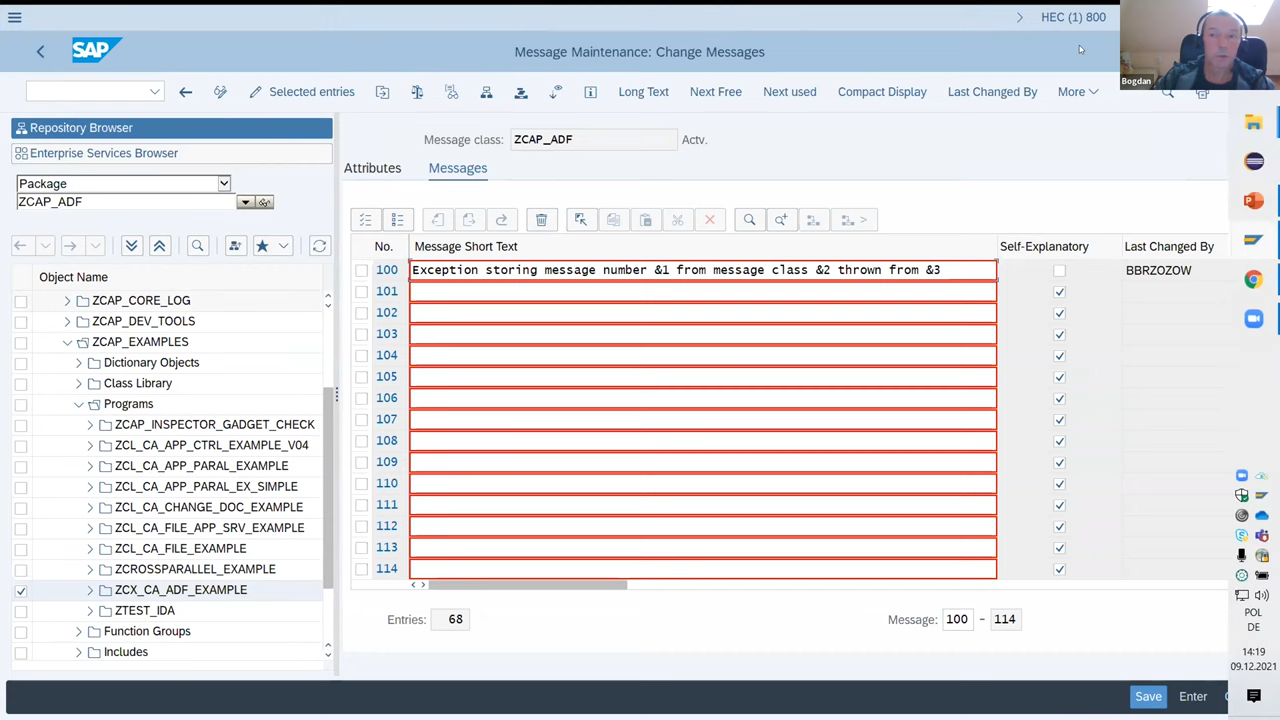 HEC (1) 800
SAP
Message Maintenance: Change Messages
Bogdan
Selected entries
Long Text
Next Free
Next used
Compact Display
Last Changed By
More
Repository Browser
Enterprise Services Browser
Package
ZCAP_ADF
Object Name
ZCAP_CORE_LOG
ZCAP_DEV_TOOLS
ZCAP_EXAMPLES
Dictionary Objects
Class Library
Programs
ZCAP_INSPECTOR_GADGET_CHECK
ZCL_CA_APP_CTRL_EXAMPLE_V04
ZCL_CA_APP_PARAL_EXAMPLE
ZCL_CA_APP_PARAL_EX_SIMPLE
ZCL_CA_CHANGE_DOC_EXAMPLE
ZCL_CA_FILE_APP_SRV_EXAMPLE
ZCL_CA_FILE_EXAMPLE
ZCROSSPARALLEL_EXAMPLE
ZCX_CA_ADF_EXAMPLE
ZTEST_IDA
Function Groups
Includes
Message class: ZCAP_ADF Actv.
Attributes
Messages
No. Message Short Text Self-Explanatory Last Changed By
100 Exception storing message number &1 from message class &2 thrown from &3 BBRZOZOW
101
102
103
104
105
106
107
108
109
110
111
112
113
114
Entries: 68
Message: 100 - 114
Save
Enter
POL
DE
14:19
09.12.2021